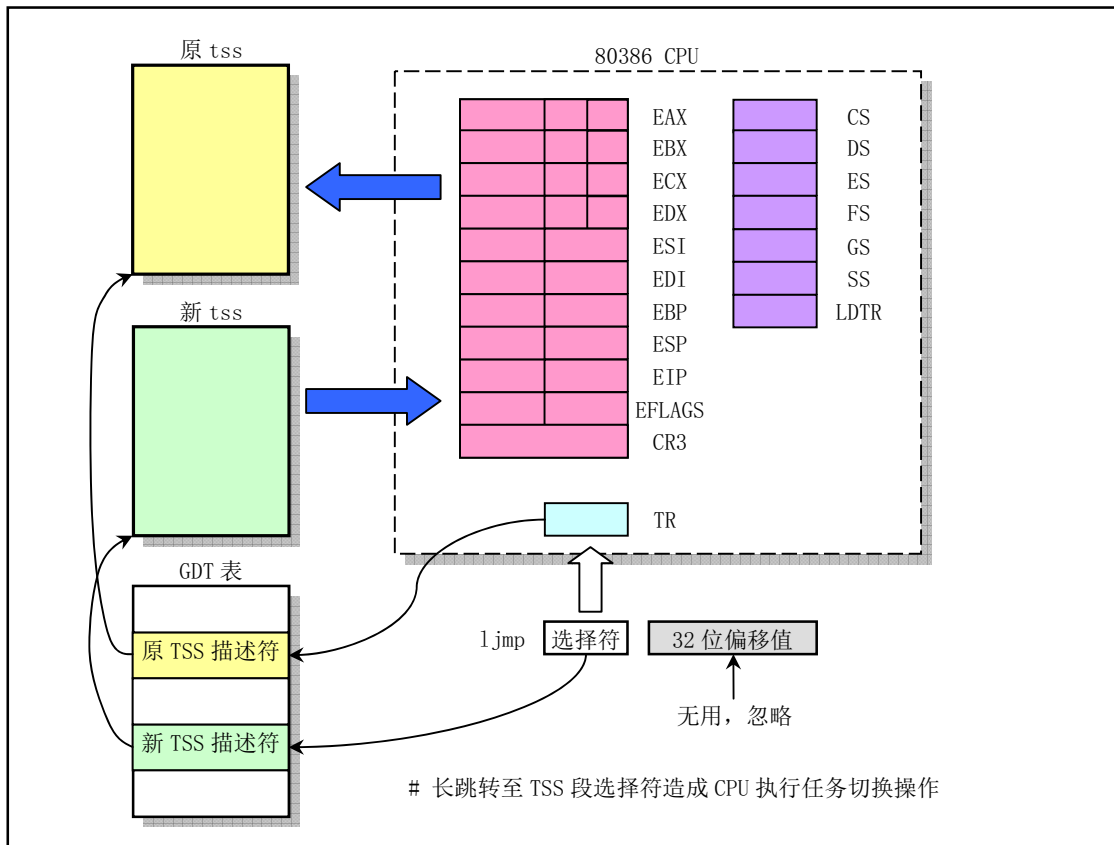 原 tss
80386 CPU
EAX
EBX
ECX
EDX
ESI
EDI
EBP
ESP
EIP
EFLAGS
CR3
CS
DS
ES
FS
GS
SS
LDTR
新 tss
TR
GDT 表
原 TSS 描述符
新 TSS 描述符
ljmp 选择符 32 位偏移值
无用，忽略
# 长跳转至 TSS 段选择符造成 CPU 执行任务切换操作